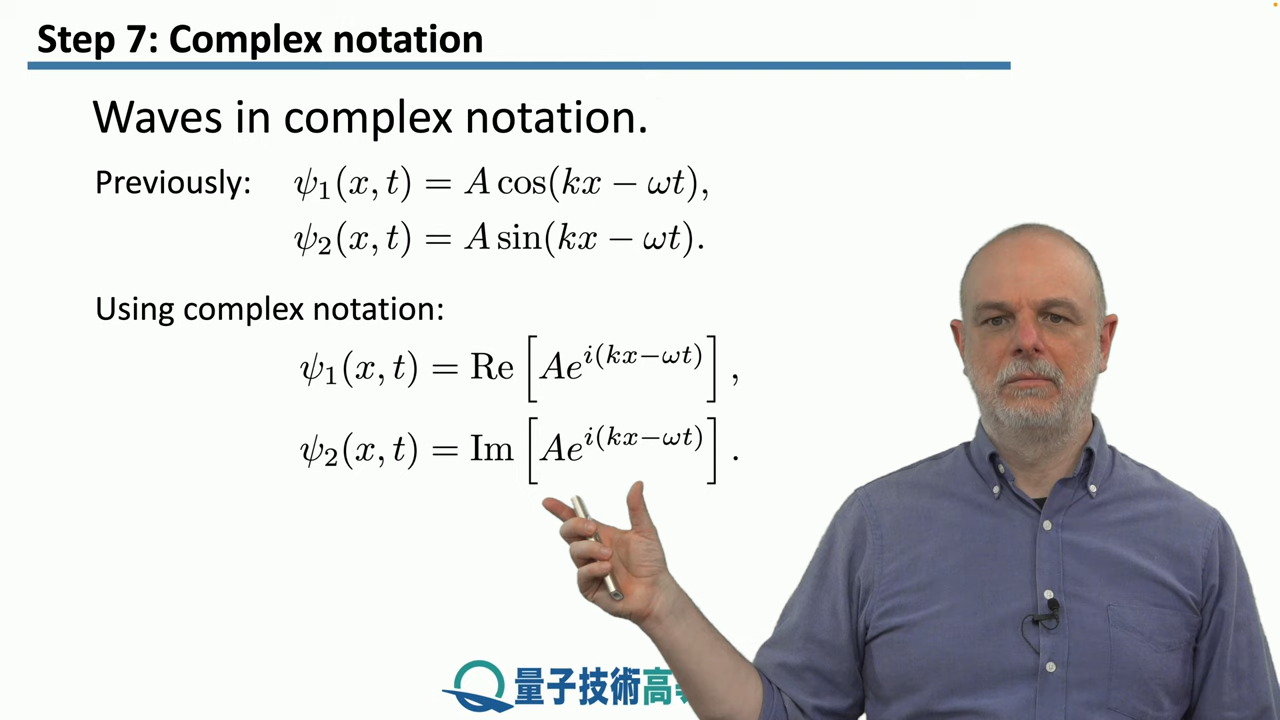 Step 7: Complex notation
Waves in complex notation.
Previously: ψ₁(x, t) = A cos(kx − ωt),
ψ₂(x, t) = A sin(kx − ωt).
Using complex notation:
ψ₁(x, t) = Re [Ae^{i(kx−ωt)}],
ψ₂(x, t) = Im [Ae^{i(kx−ωt)}].
量子技術高